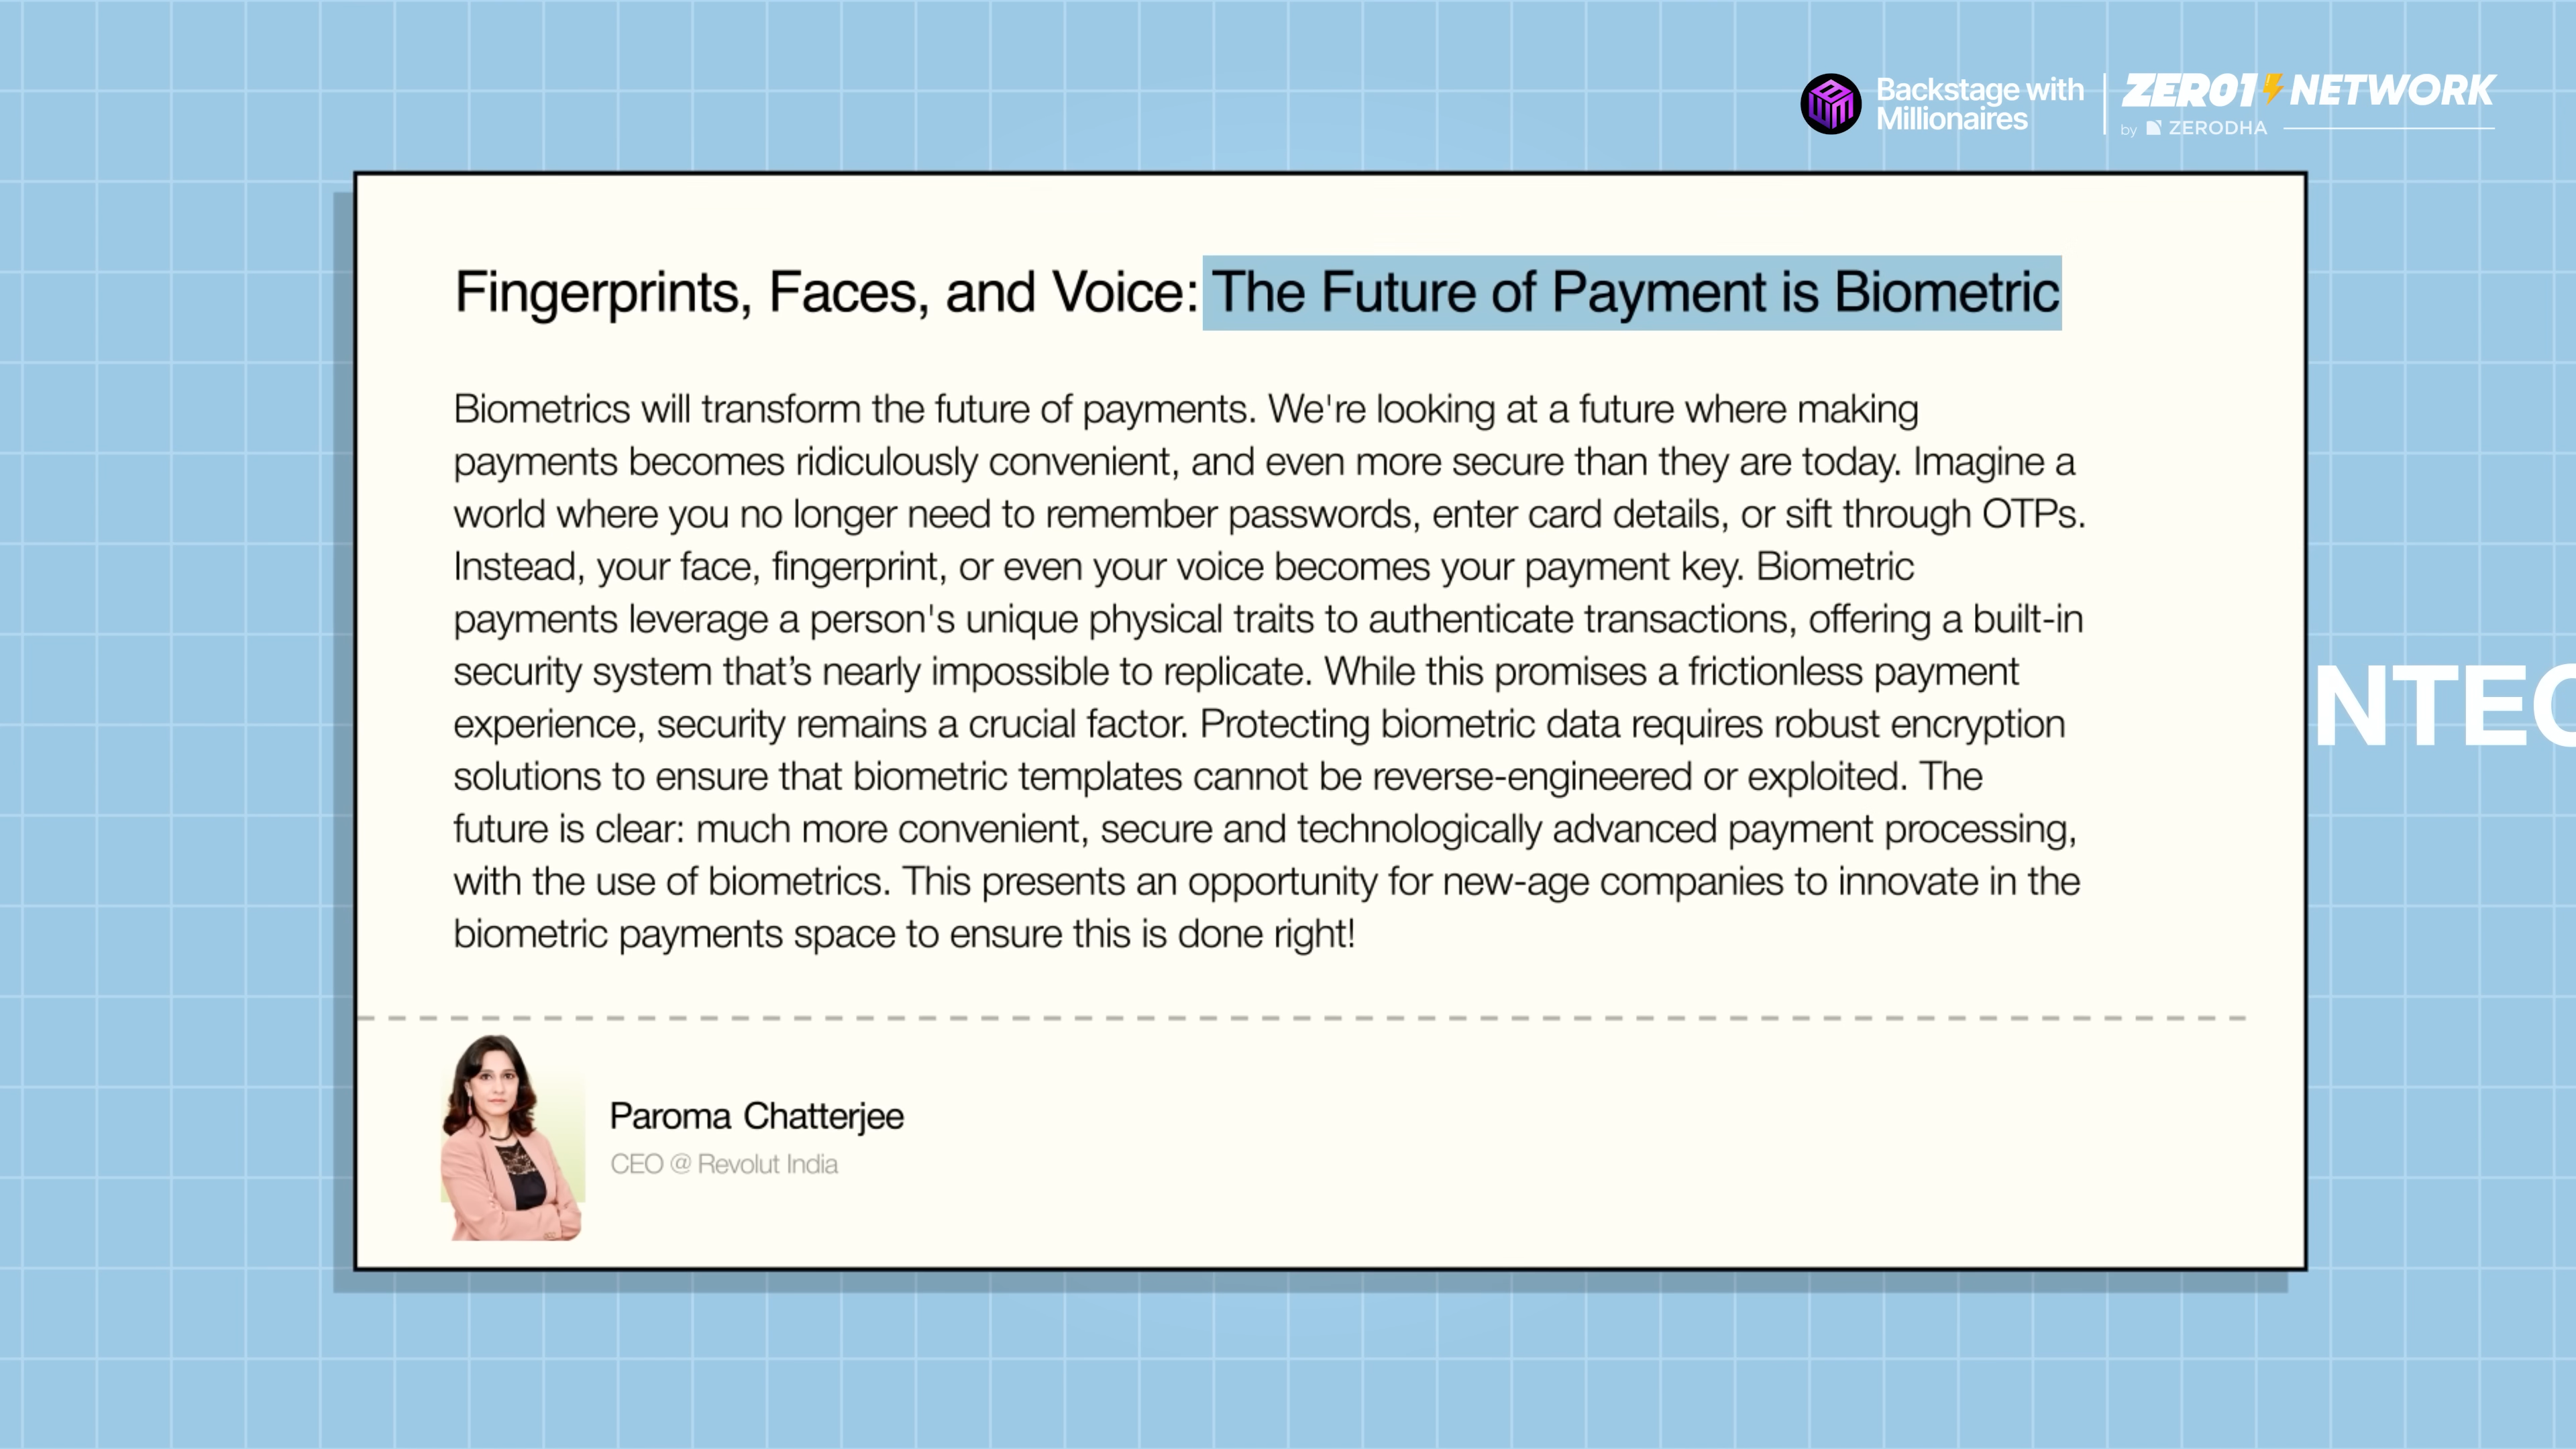 Backstage with
Millionaires
ZERO1 NETWORK
by ZERODHA
Fingerprints, Faces, and Voice: The Future of Payment is Biometric
Biometrics will transform the future of payments. We're looking at a future where making
payments becomes ridiculously convenient, and even more secure than they are today. Imagine a
world where you no longer need to remember passwords, enter card details, or sift through OTPs.
Instead, your face, fingerprint, or even your voice becomes your payment key. Biometric
payments leverage a person's unique physical traits to authenticate transactions, offering a built-in
security system that’s nearly impossible to replicate. While this promises a frictionless payment
experience, security remains a crucial factor. Protecting biometric data requires robust encryption
solutions to ensure that biometric templates cannot be reverse-engineered or exploited. The
future is clear: much more convenient, secure and technologically advanced payment processing,
with the use of biometrics. This presents an opportunity for new-age companies to innovate in the
biometric payments space to ensure this is done right!
Paroma Chatterjee
CEO @ Revolut India